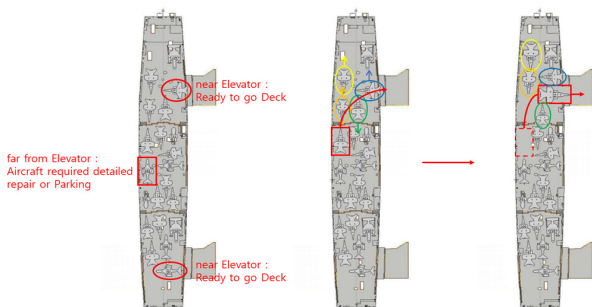 near Elevator :
Ready to go Deck
far from Elevator :
Aircraft required detailed
repair or Parking
near Elevator :
Ready to go Deck